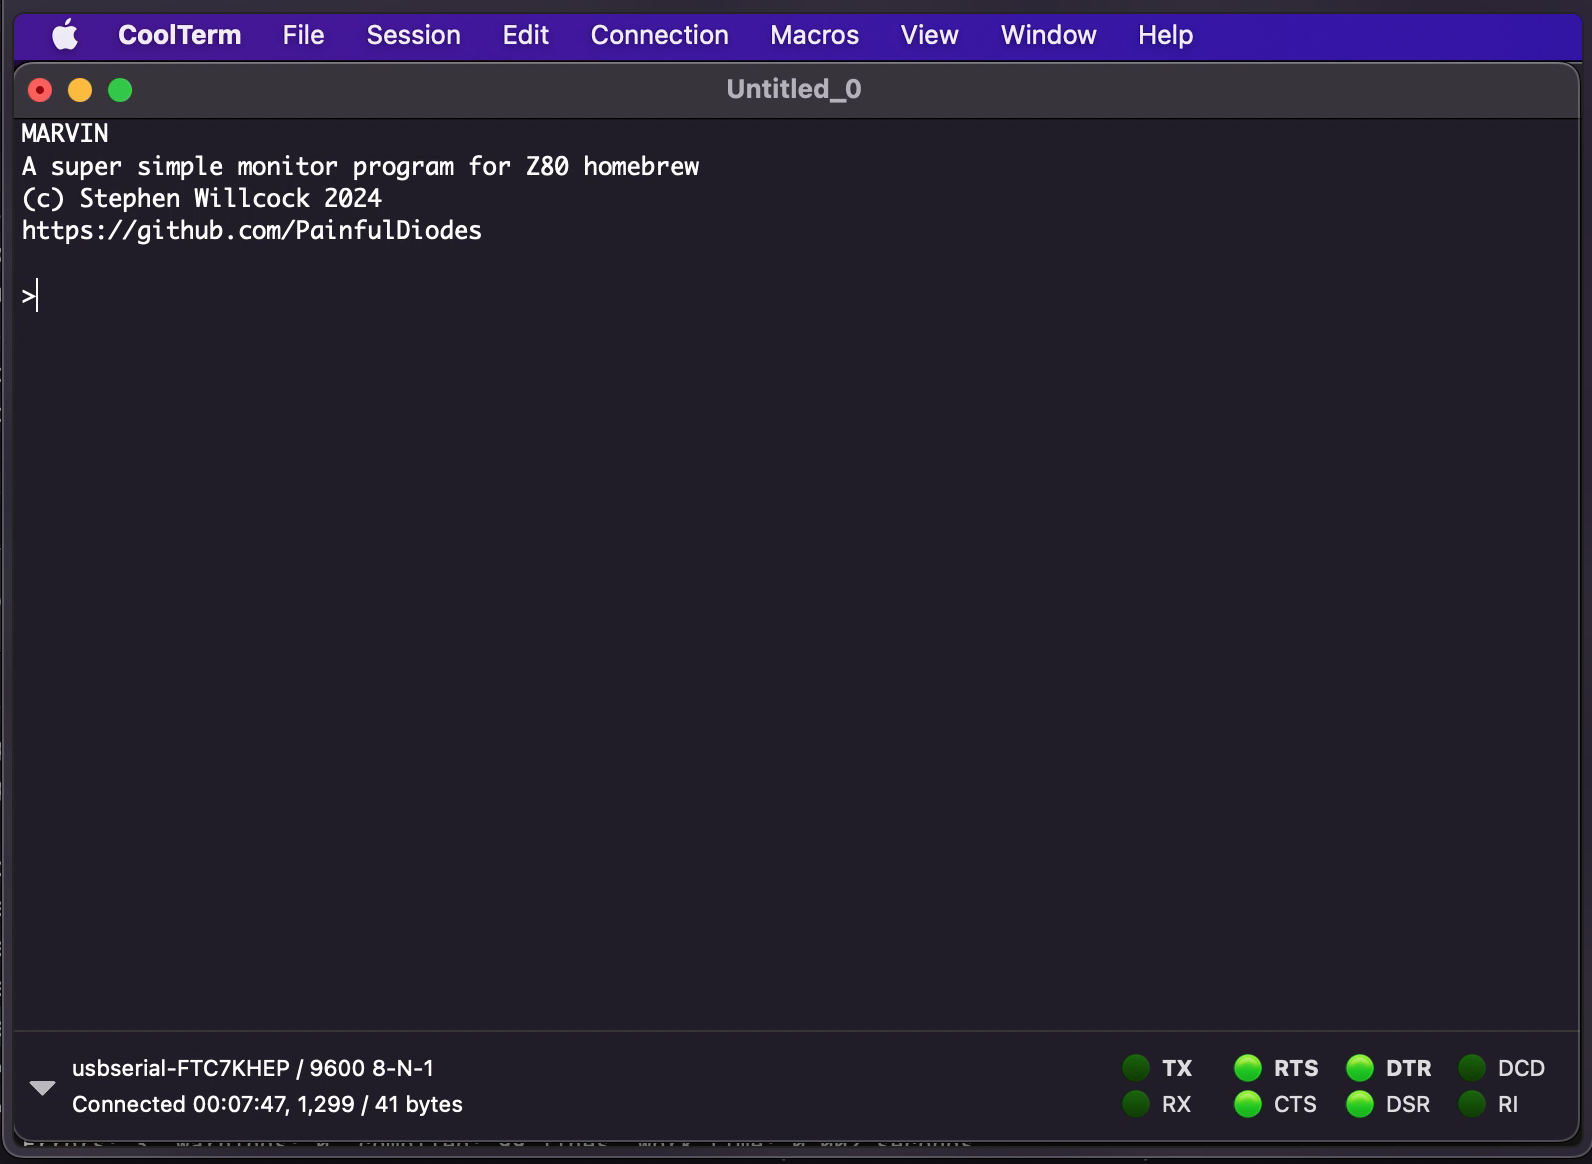 CoolTerm File Session Edit Connection Macros View Window Help
Untitled_0
MARVIN
A super simple monitor program for Z80 homebrew
(c) Stephen Willcock 2024
https://github.com/PainfulDiodes
>
usbserial-FTC7KHEP / 9600 8-N-1
Connected 00:07:47, 1,299 / 41 bytes
TX RTS DTR DCD
RX CTS DSR RI